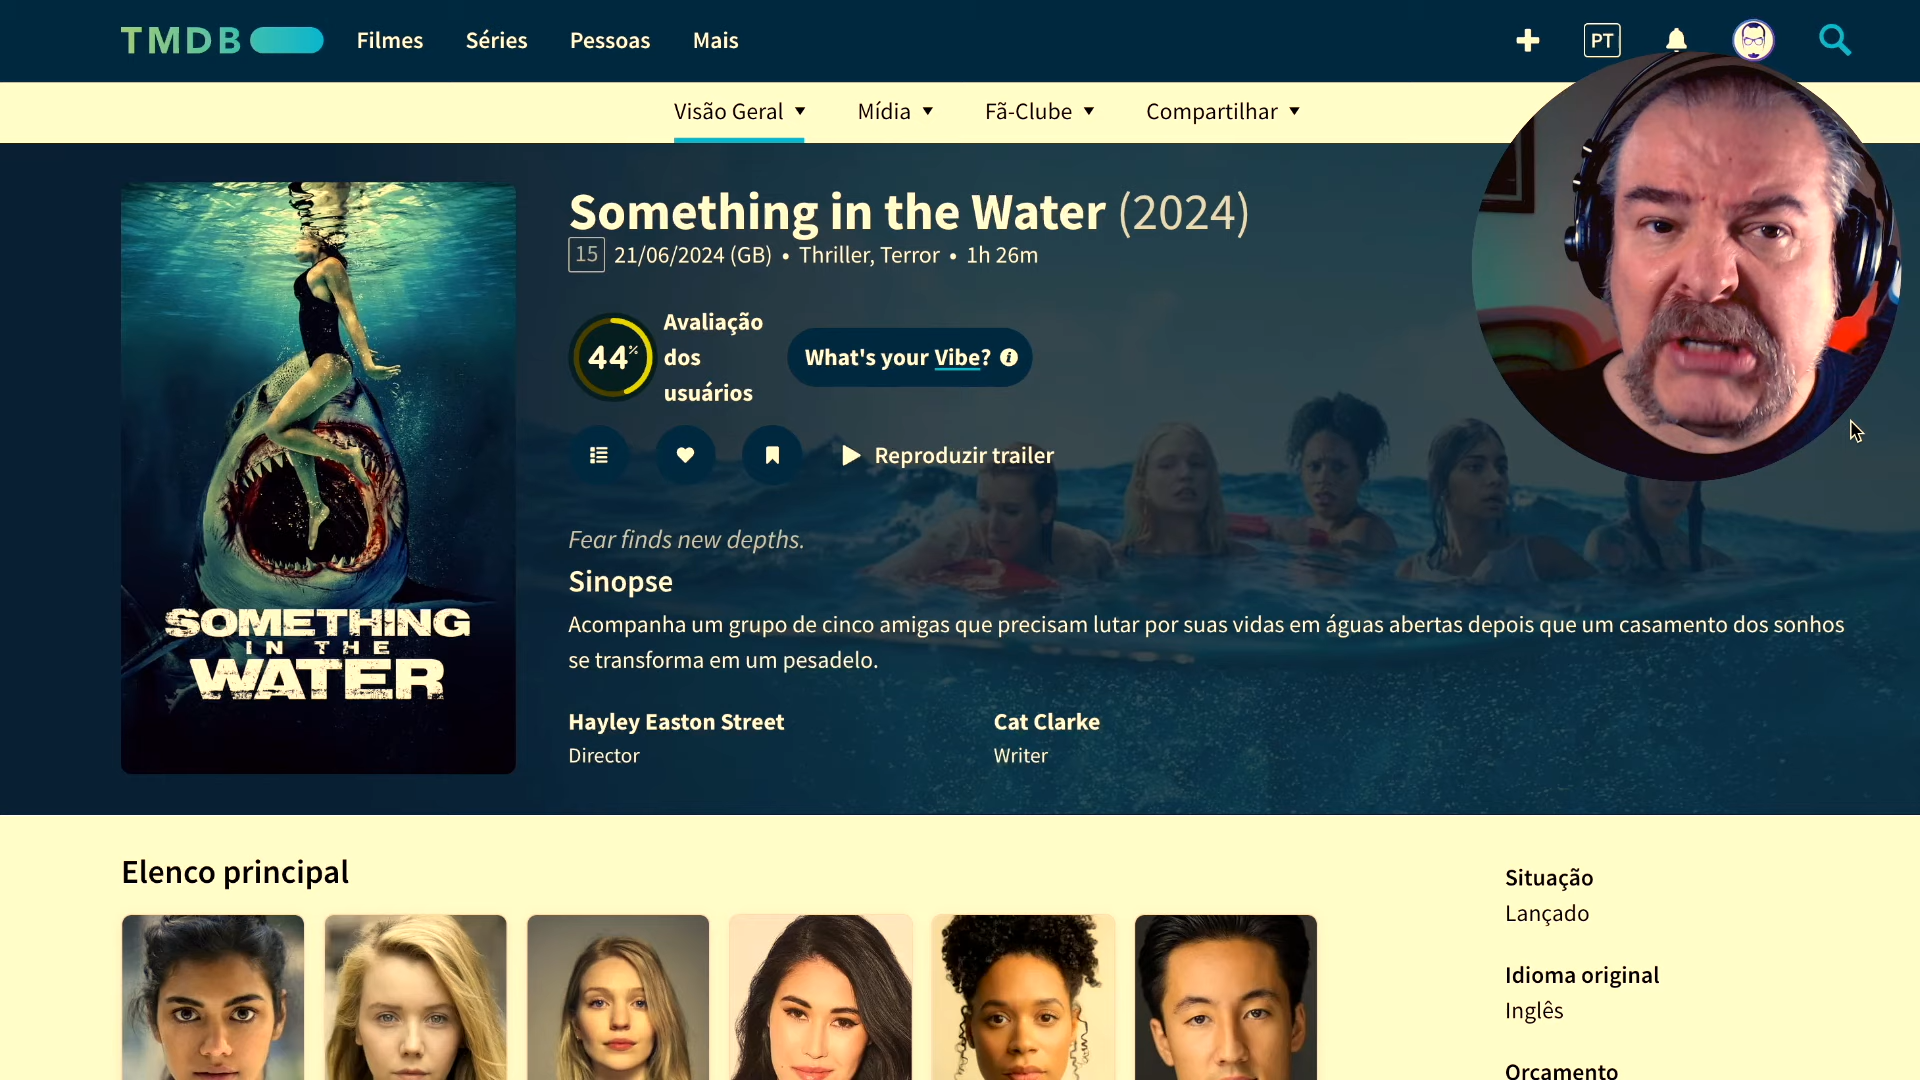 TMDB
Filmes
Séries
Pessoas
Mais
PT
Visão Geral
Mídia
Fã-Clube
Compartilhar
SOMETHING
IN THE
WATER
Something in the Water (2024)
15 21/06/2024 (GB) • Thriller, Terror • 1h 26m
44%
Avaliação
dos
usuários
What's your Vibe?
Reproduzir trailer
Fear finds new depths.
Sinopse
Acompanha um grupo de cinco amigas que precisam lutar por suas vidas em águas abertas depois que um casamento dos sonhos
se transforma em um pesadelo.
Hayley Easton Street
Director
Cat Clarke
Writer
Elenco principal
Situação
Lançado
Idioma original
Inglês
Orçamento